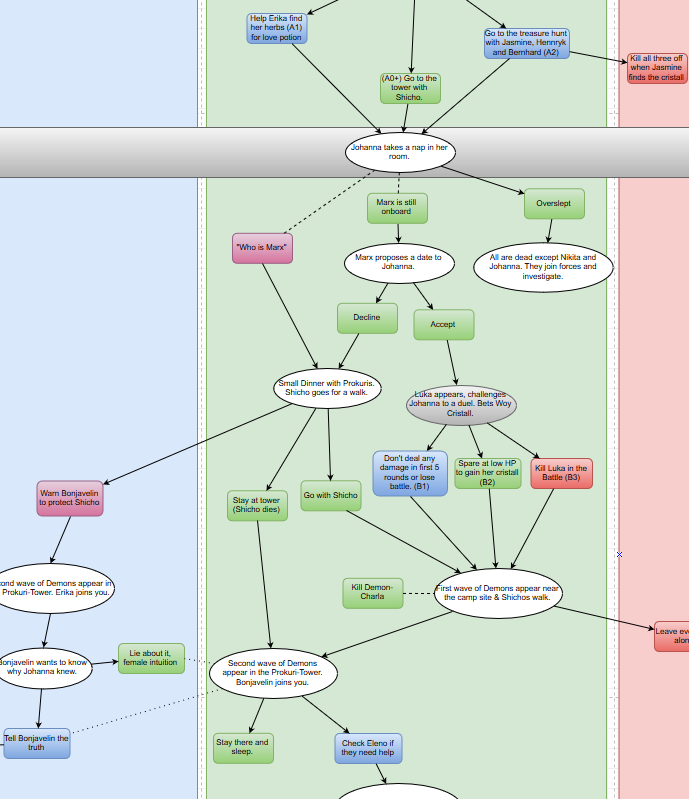 Help Erika find
her herbs (A1)
for love potion
Go to the treasure hunt
with Jasmine, Hennryk
and Bernhard (A2)
Kill all three off
when Jasmine
finds the cristall
(A0+) Go to the
tower with
Shicho.
Johanna takes a nap in her
room.
Marx is still
onboard
Overslept
"Who is Marx"
Marx proposes a date to
Johanna.
All are dead except Nikita and
Johanna. They join forces and
investigate.
Decline
Accept
Small Dinner with Prokuris.
Shicho goes for a walk.
Luka appears, challenges
Johanna to a duel. Bets Woy
Cristall.
Don't deal any
damage in first 5
rounds or lose
battle. (B1)
Spare at low HP
to gain her cristall
(B2)
Kill Luka in the
Battle (B3)
Warn Bonjavelin
to protect Shicho
Stay at tower
(Shicho dies)
Go with Shicho
cond wave of Demons appear in
Prokuri-Tower. Erika joins you.
Kill Demon-
Charla
First wave of Demons appear near
the camp site & Shichos walk.
Leave eve
alon
Bonjavelin wants to know
why Johanna knew.
Lie about it,
female intuition
Second wave of Demons
appear in the Prokuri-Tower.
Bonjavelin joins you.
Tell Bonjavelin the
truth
Stay there and
sleep.
Check Eleno if
they need help